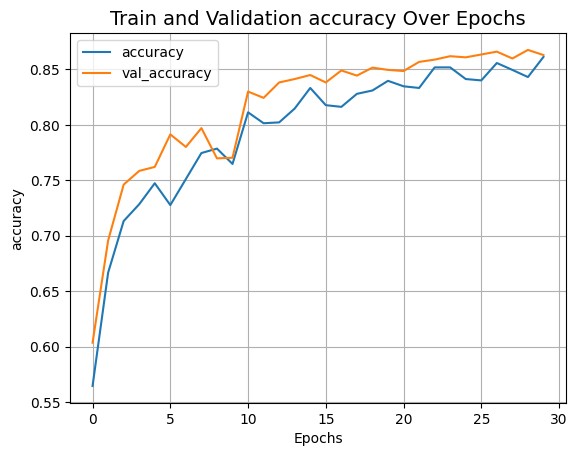 Train and Validation accuracy Over Epochs
accuracy
val_accuracy
0.85
0.80
0.75
0.70
0.65
0.60
0.55
accuracy
0 5 10 15 20 25 30
Epochs